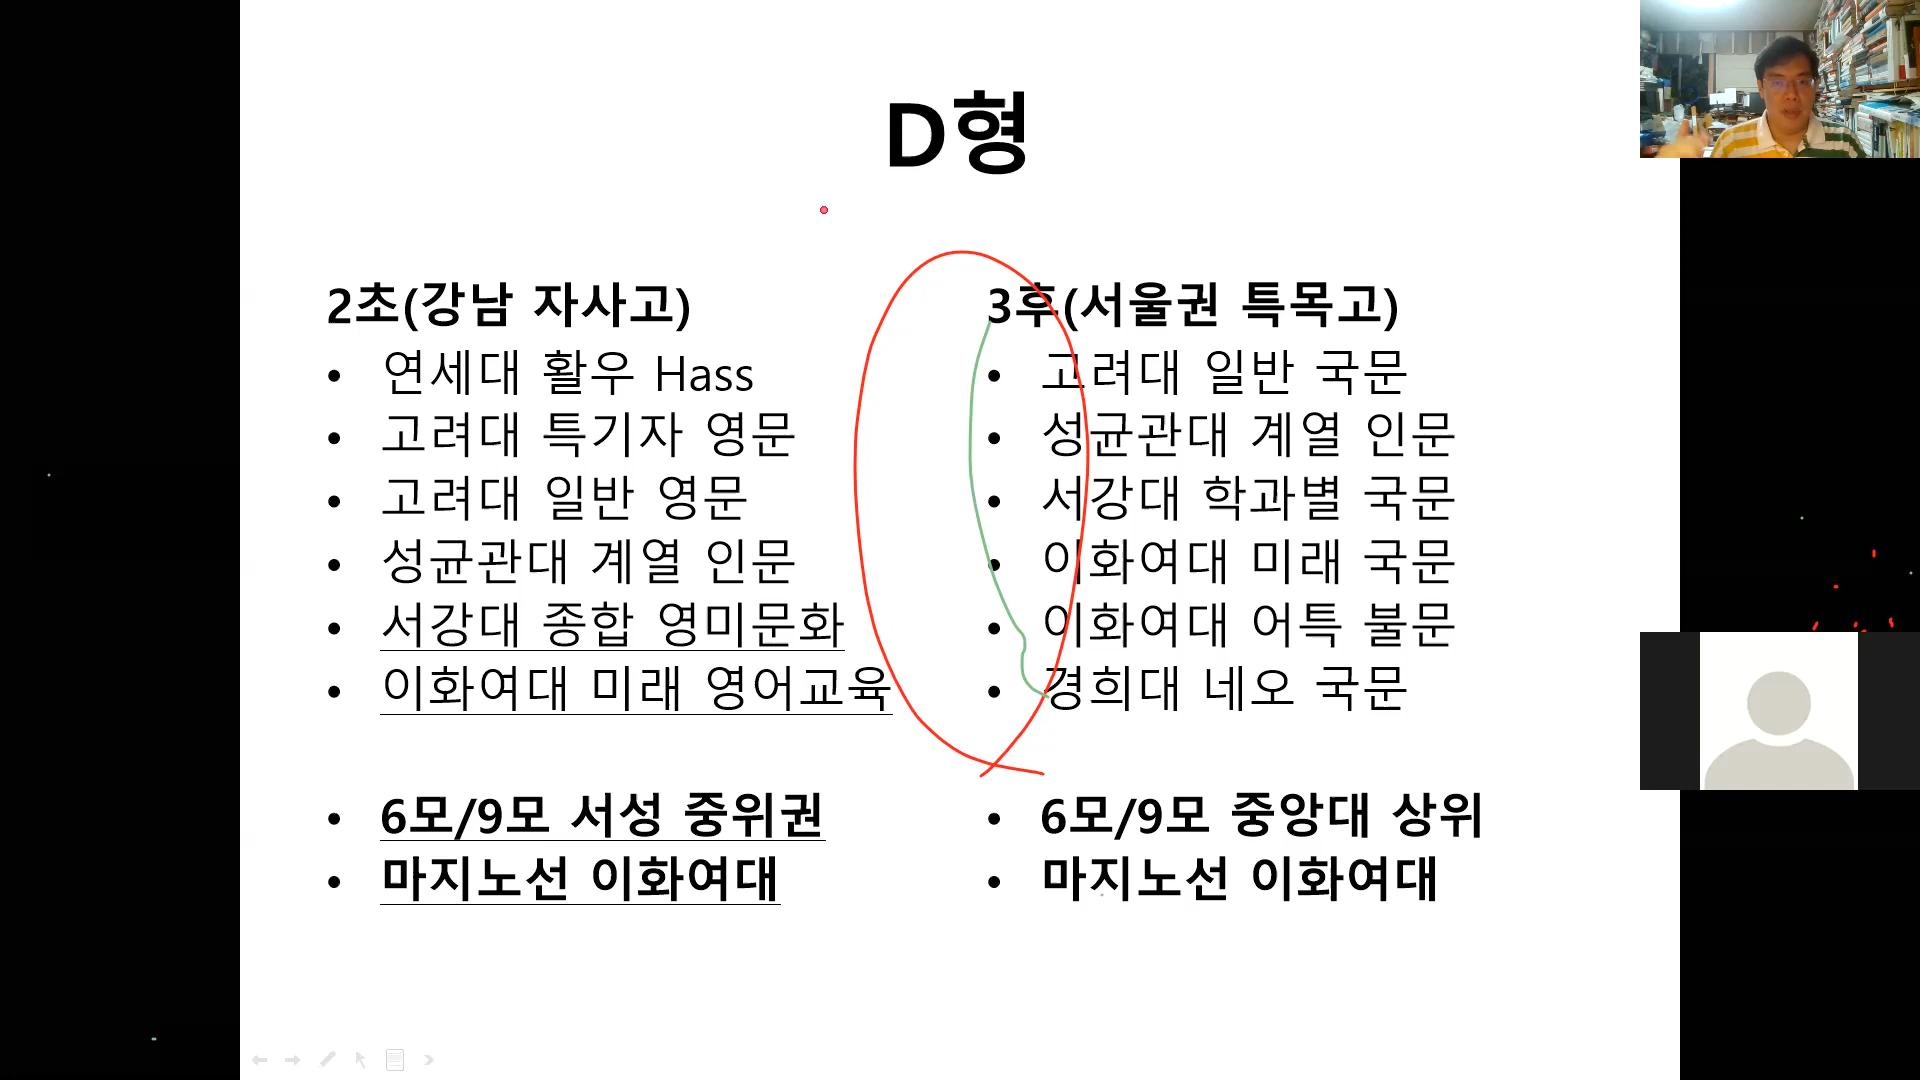 D형
2초(강남 자사고)
• 연세대 활우 Hass
• 고려대 특기자 영문
• 고려대 일반 영문
• 성균관대 계열 인문
• 서강대 종합 영미문화
• 이화여대 미래 영어교육
• 6모/9모 서성 중위권
• 마지노선 이화여대
3후(서울권 특목고)
• 고려대 일반 국문
• 성균관대 계열 인문
• 서강대 학과별 국문
• 이화여대 미래 국문
• 이화여대 어특 불문
• 경희대 네오 국문
• 6모/9모 중앙대 상위
• 마지노선 이화여대